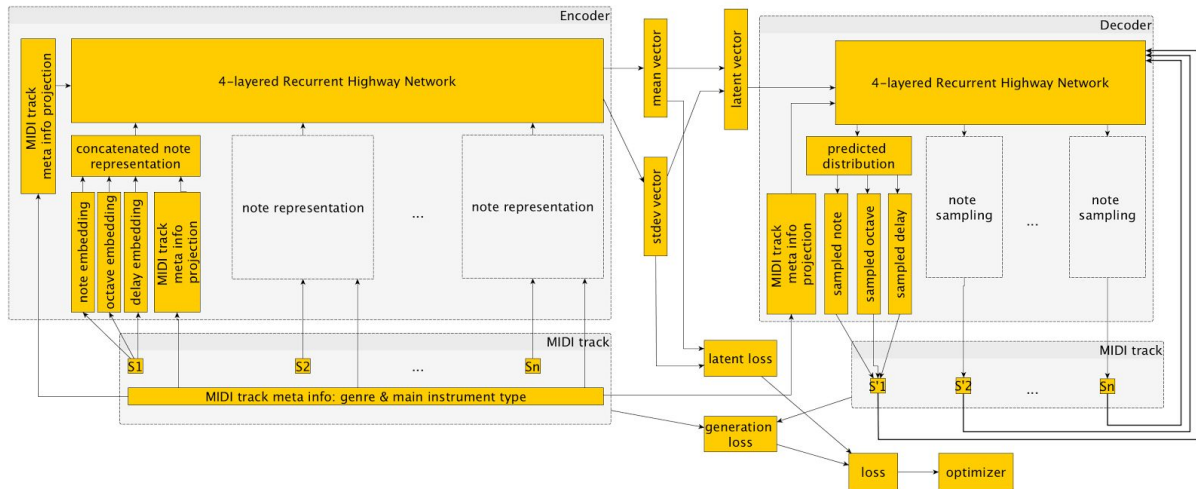 Encoder
MIDI track
meta info projection
4-layered Recurrent Highway Network
concatenated note
representation
note embedding
octave embedding
delay embedding
MIDI track
meta info
projection
note representation
...
note representation
MIDI track
S1
S2
...
Sn
MIDI track meta info: genre & main instrument type
mean vector
stdev vector
latent vector
latent loss
generation
loss
loss
optimizer
Decoder
4-layered Recurrent Highway Network
predicted
distribution
MIDI track
meta info
projection
sampled note
sampled octave
sampled delay
note
sampling
...
note
sampling
MIDI track
S'1
S'2
...
Sn